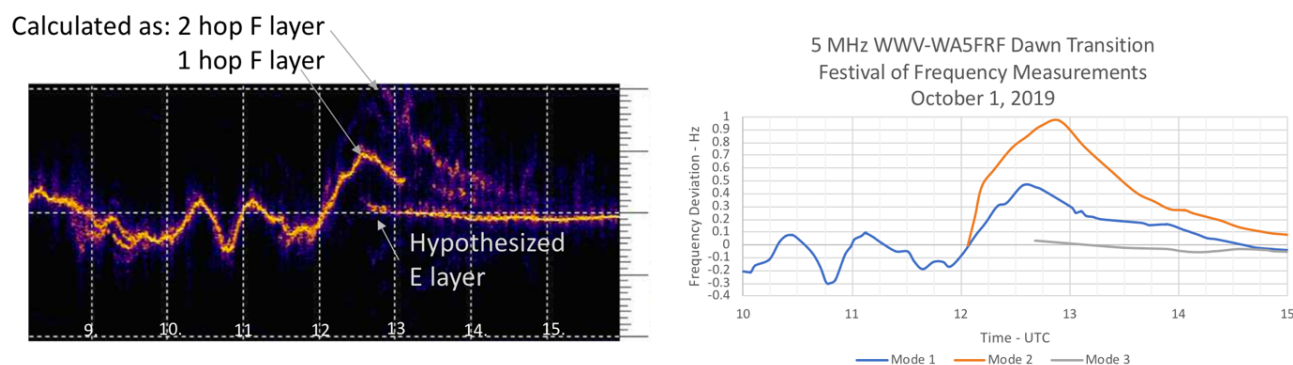 Calculated as: 2 hop F layer
1 hop F layer
Hypothesized
E layer
9. 10. 11 12 13 14. 15.
5 MHz WWV-WA5FRF Dawn Transition
Festival of Frequency Measurements
October 1, 2019
Frequency Deviation - Hz
1
0.9
0.8
0.7
0.6
0.5
0.4
0.3
0.2
0.1
0
-0.1
-0.2
-0.3
-0.4
10 11 12 13 14 15
Time - UTC
Mode 1 Mode 2 Mode 3